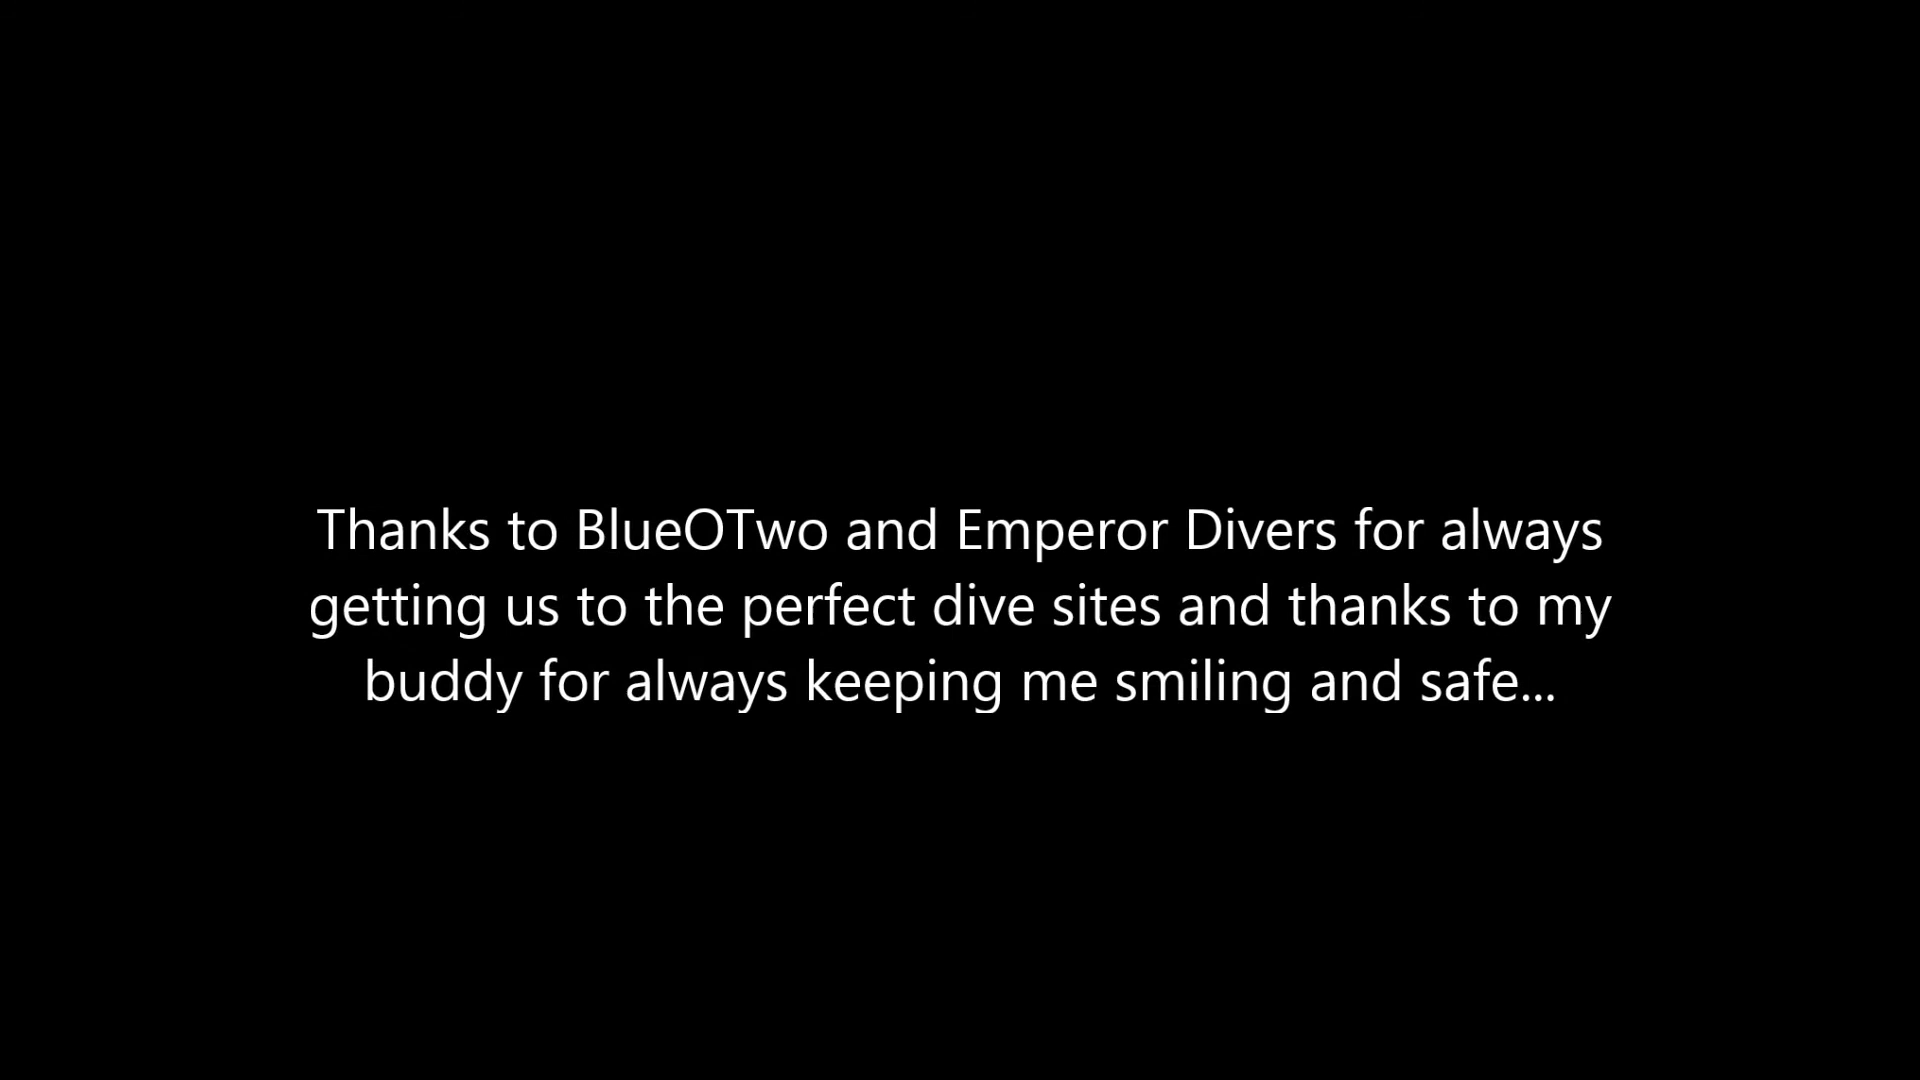 Thanks to BlueOTwo and Emperor Divers for always
getting us to the perfect dive sites and thanks to my
buddy for always keeping me smiling and safe...